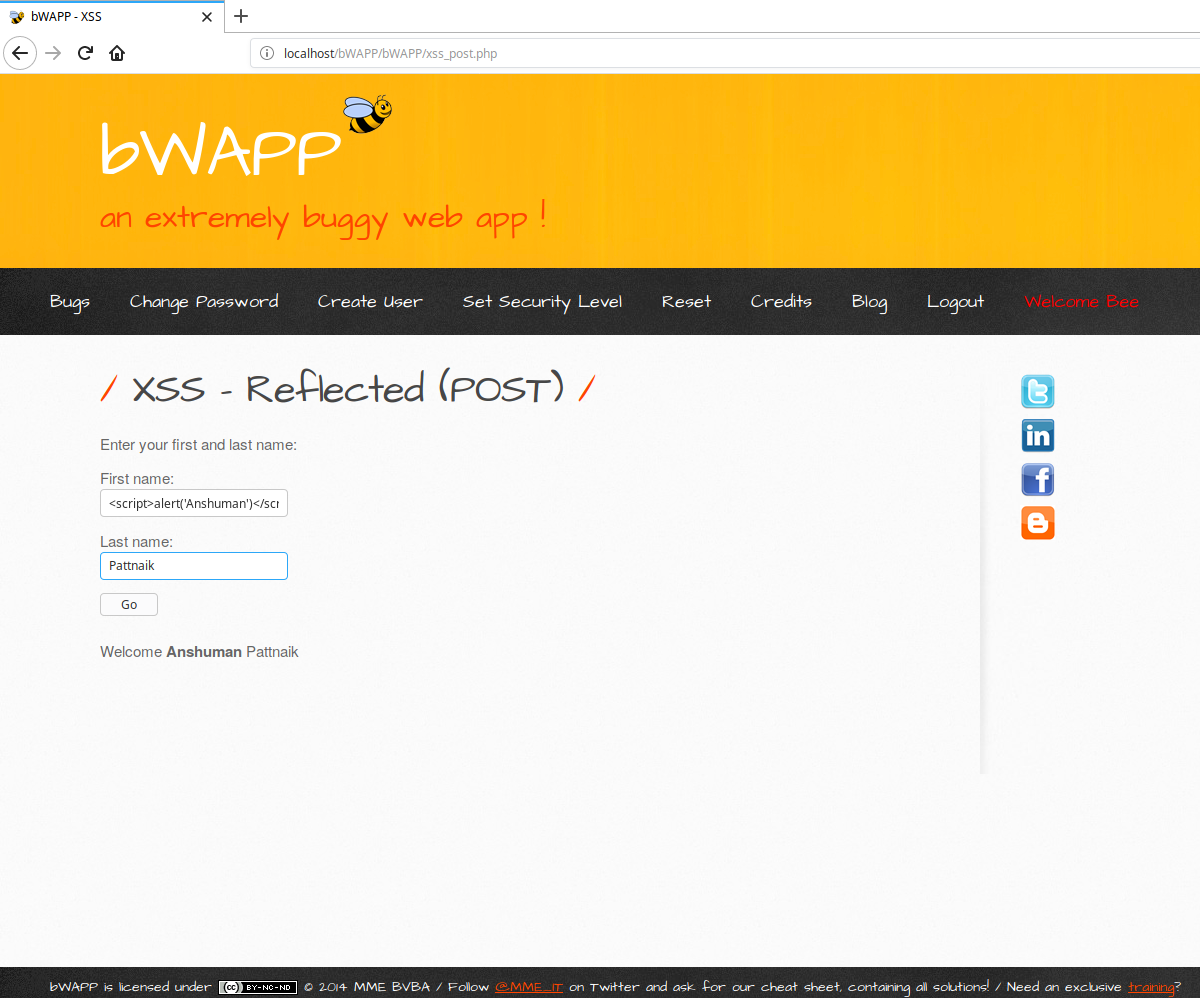 bWAPP - XSS
localhost/bWAPP/bWAPP/xss_post.php
bWAPP
an extremely buggy web app !
Bugs Change Password Create User Set Security Level Reset Credits Blog Logout Welcome Bee
/ XSS - Reflected (POST) /
Enter your first and last name:
First name:
<script>alert('Anshuman')</scr
Last name:
Pattnaik
Go
Welcome Anshuman Pattnaik
bWAPP is licensed under (cc) BY-NC-ND © 2014 MME BVBA / Follow @MME_IT on Twitter and ask for our cheat sheet, containing all solutions! / Need an exclusive training?